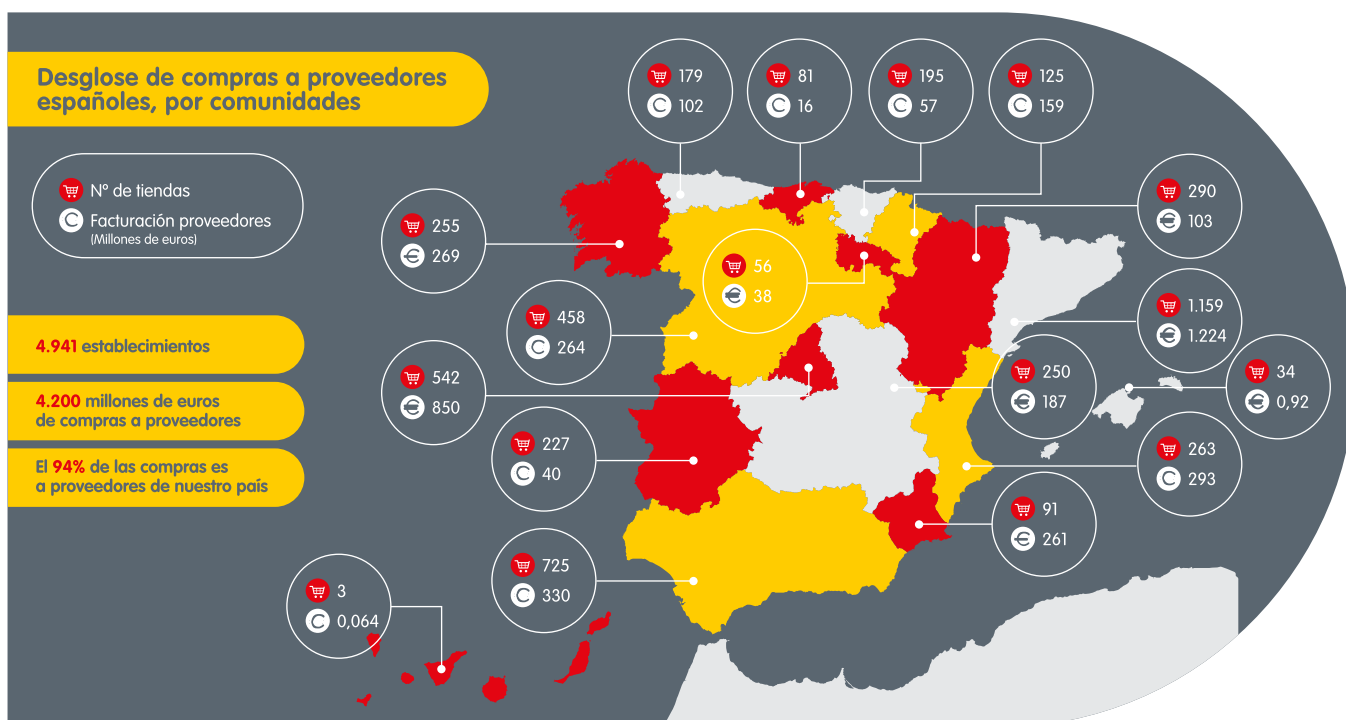 Desglose de compras a proveedores
españoles, por comunidades
Nº de tiendas
C Facturación proveedores
(Millones de euros)
4.941 establecimientos
4.200 millones de euros
de compras a proveedores
El 94% de las compras es
a proveedores de nuestro país
179
C 102
81
C 16
195
C 57
125
C 159
255
€ 269
290
€ 103
56
€ 38
458
C 264
1.159
€ 1.224
542
€ 850
250
€ 187
34
€ 0,92
227
C 40
263
C 293
91
€ 261
725
C 330
3
C 0,064